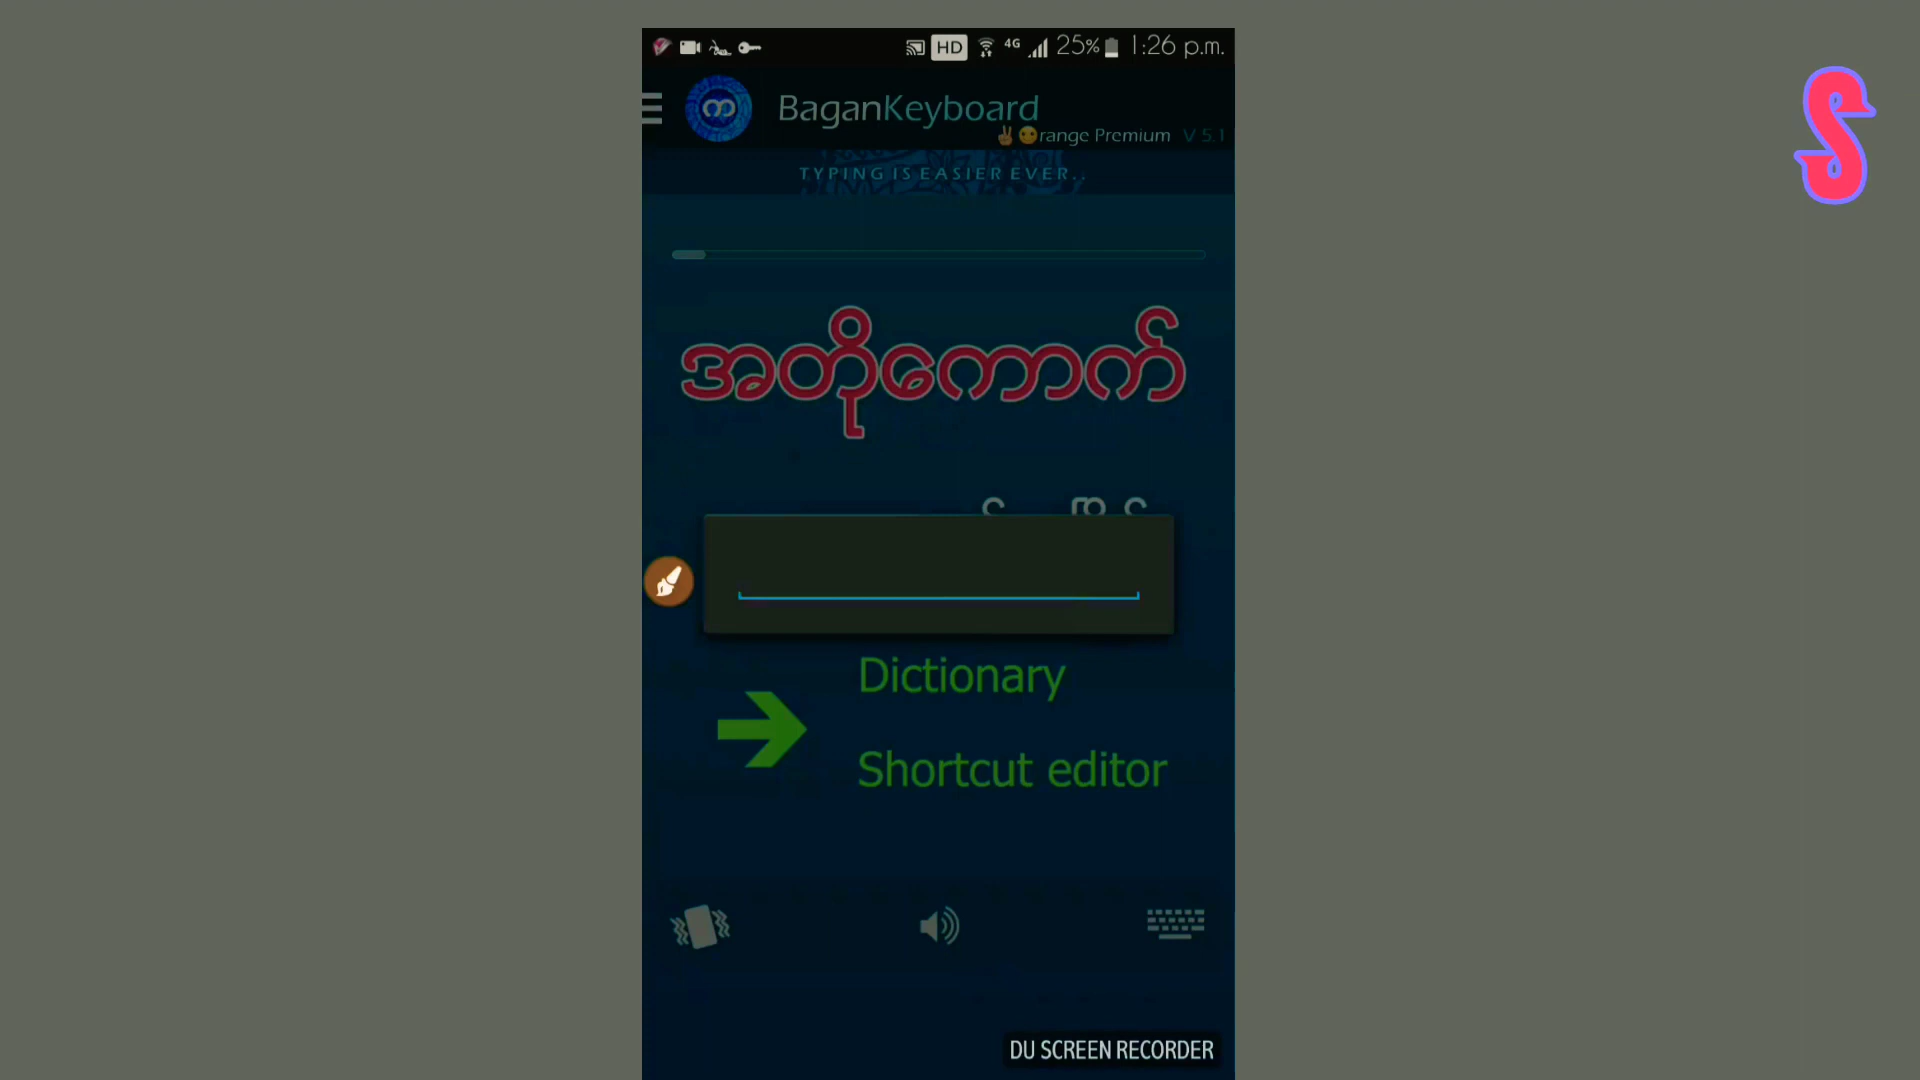 HD 4G 25% 1:26 p.m.
BaganKeyboard
✌😶range Premium V 5.1
TYPING IS EASIER EVER..
အတိုကောက်
Dictionary
Shortcut editor
DU SCREEN RECORDER
S